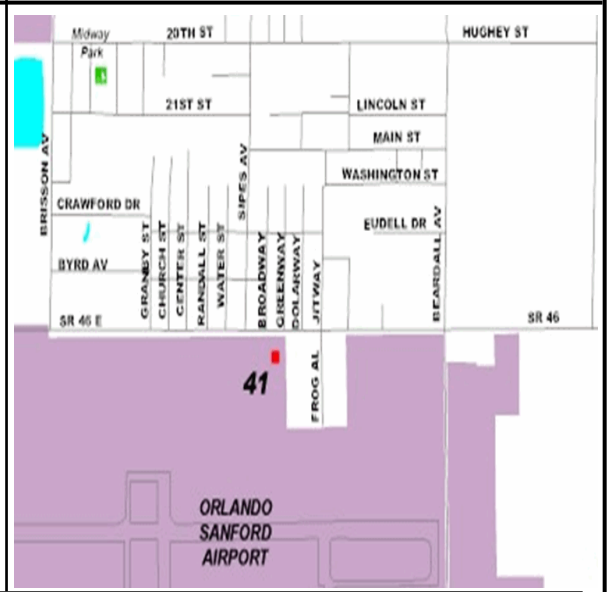 Midway
Park
20TH ST
HUGHEY ST
21ST ST
LINCOLN ST
MAIN ST
WASHINGTON ST
BRISSON AV
SIPES AV
CRAWFORD DR
EUDELL DR
BEARDALL AV
GRANBY ST
CHURCH ST
CENTER ST
RANDALL ST
WATER ST
BROADWAY
GREENWAY
DOLARWAY
JITWAY
BYRD AV
SR 46 E
SR 46
41
FROG AL
ORLANDO
SANFORD
AIRPORT